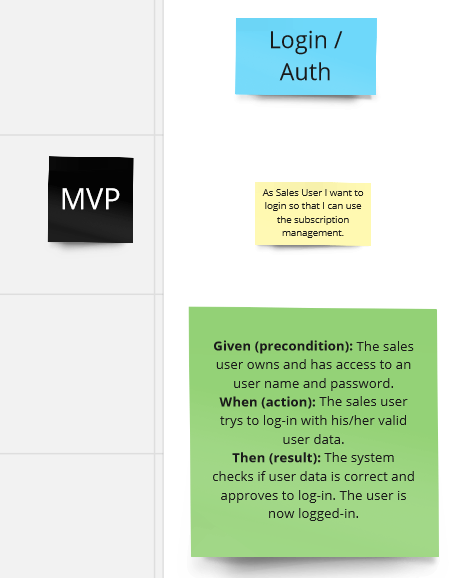 Login /
Auth
MVP
As Sales User I want to
login so that I can use
the subscription
management.
Given (precondition): The sales
user owns and has access to an
user name and password.
When (action): The sales user
trys to log-in with his/her valid
user data.
Then (result): The system
checks if user data is correct and
approves to log-in. The user is
now logged-in.